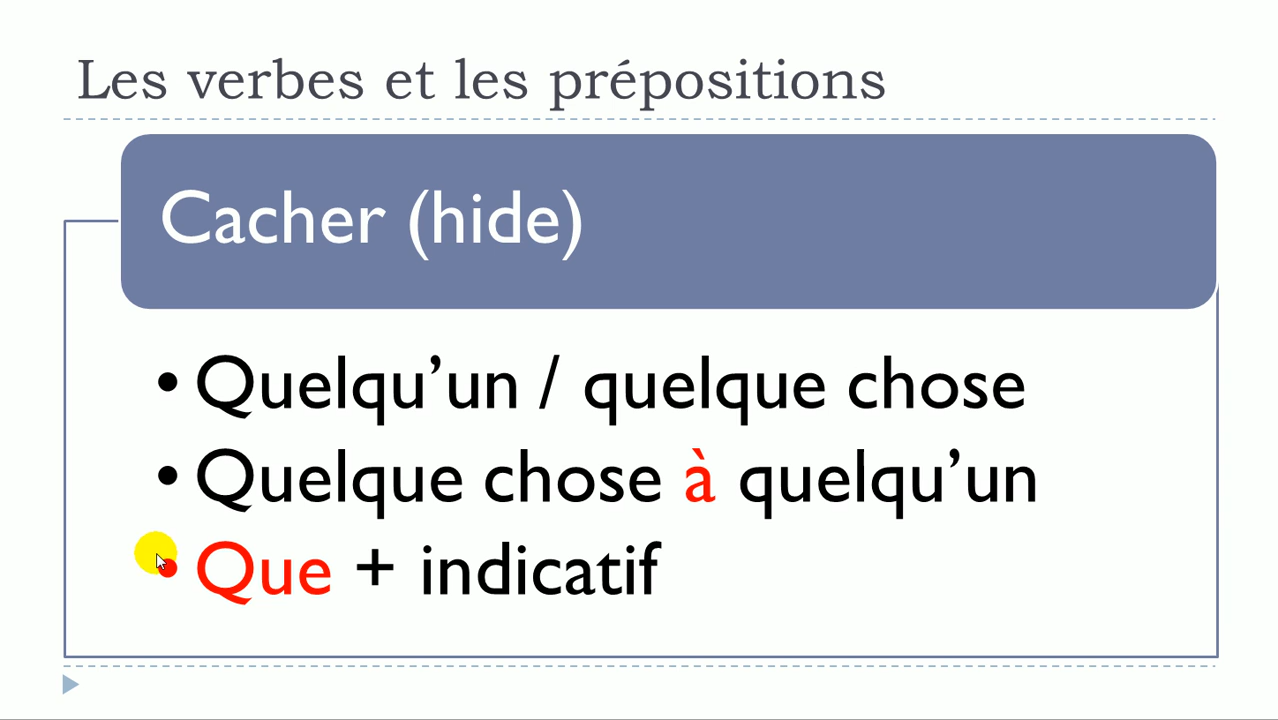 Les verbes et les prépositions
Cacher (hide)
• Quelqu’un / quelque chose
• Quelque chose à quelqu’un
• Que + indicatif